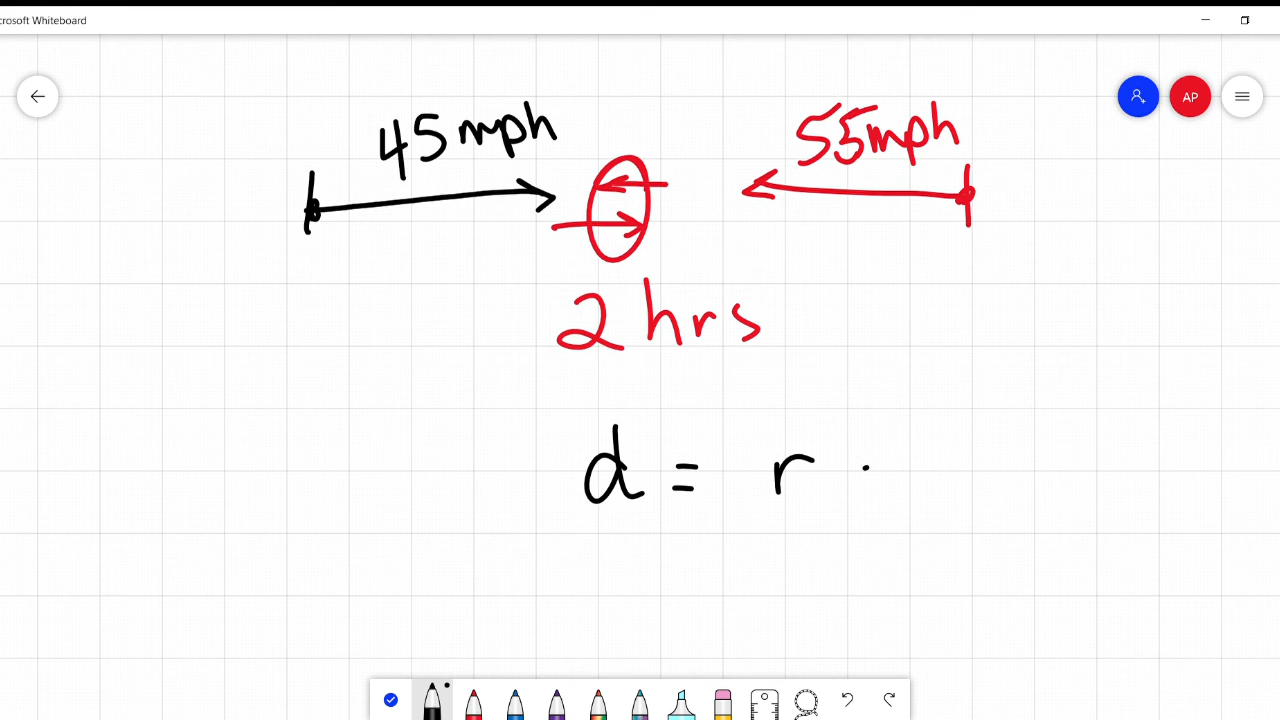 crosoft Whiteboard
AP
45 mph
55mph
2 hrs
d = r ·